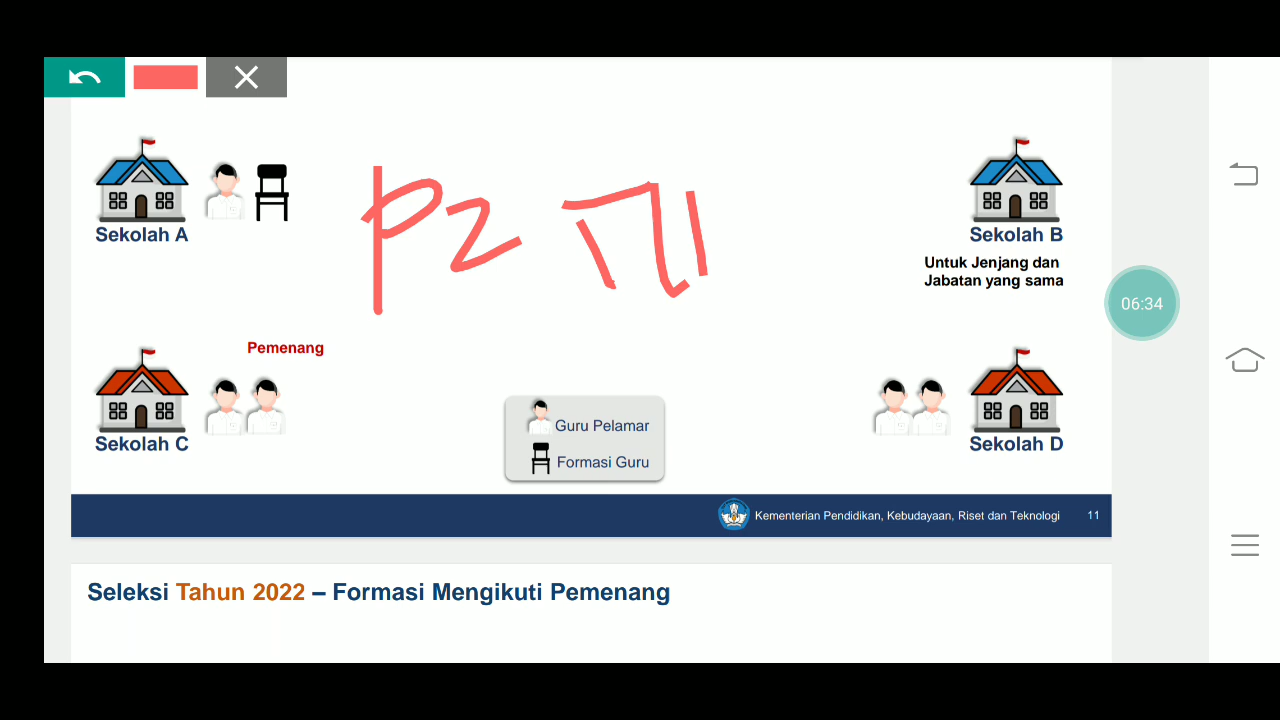 Sekolah A
P2
Sekolah B
Untuk Jenjang dan
Jabatan yang sama
06:34
Pemenang
Sekolah C
Guru Pelamar
Formasi Guru
Sekolah D
Kementerian Pendidikan, Kebudayaan, Riset dan Teknologi 11
Seleksi Tahun 2022 – Formasi Mengikuti Pemenang